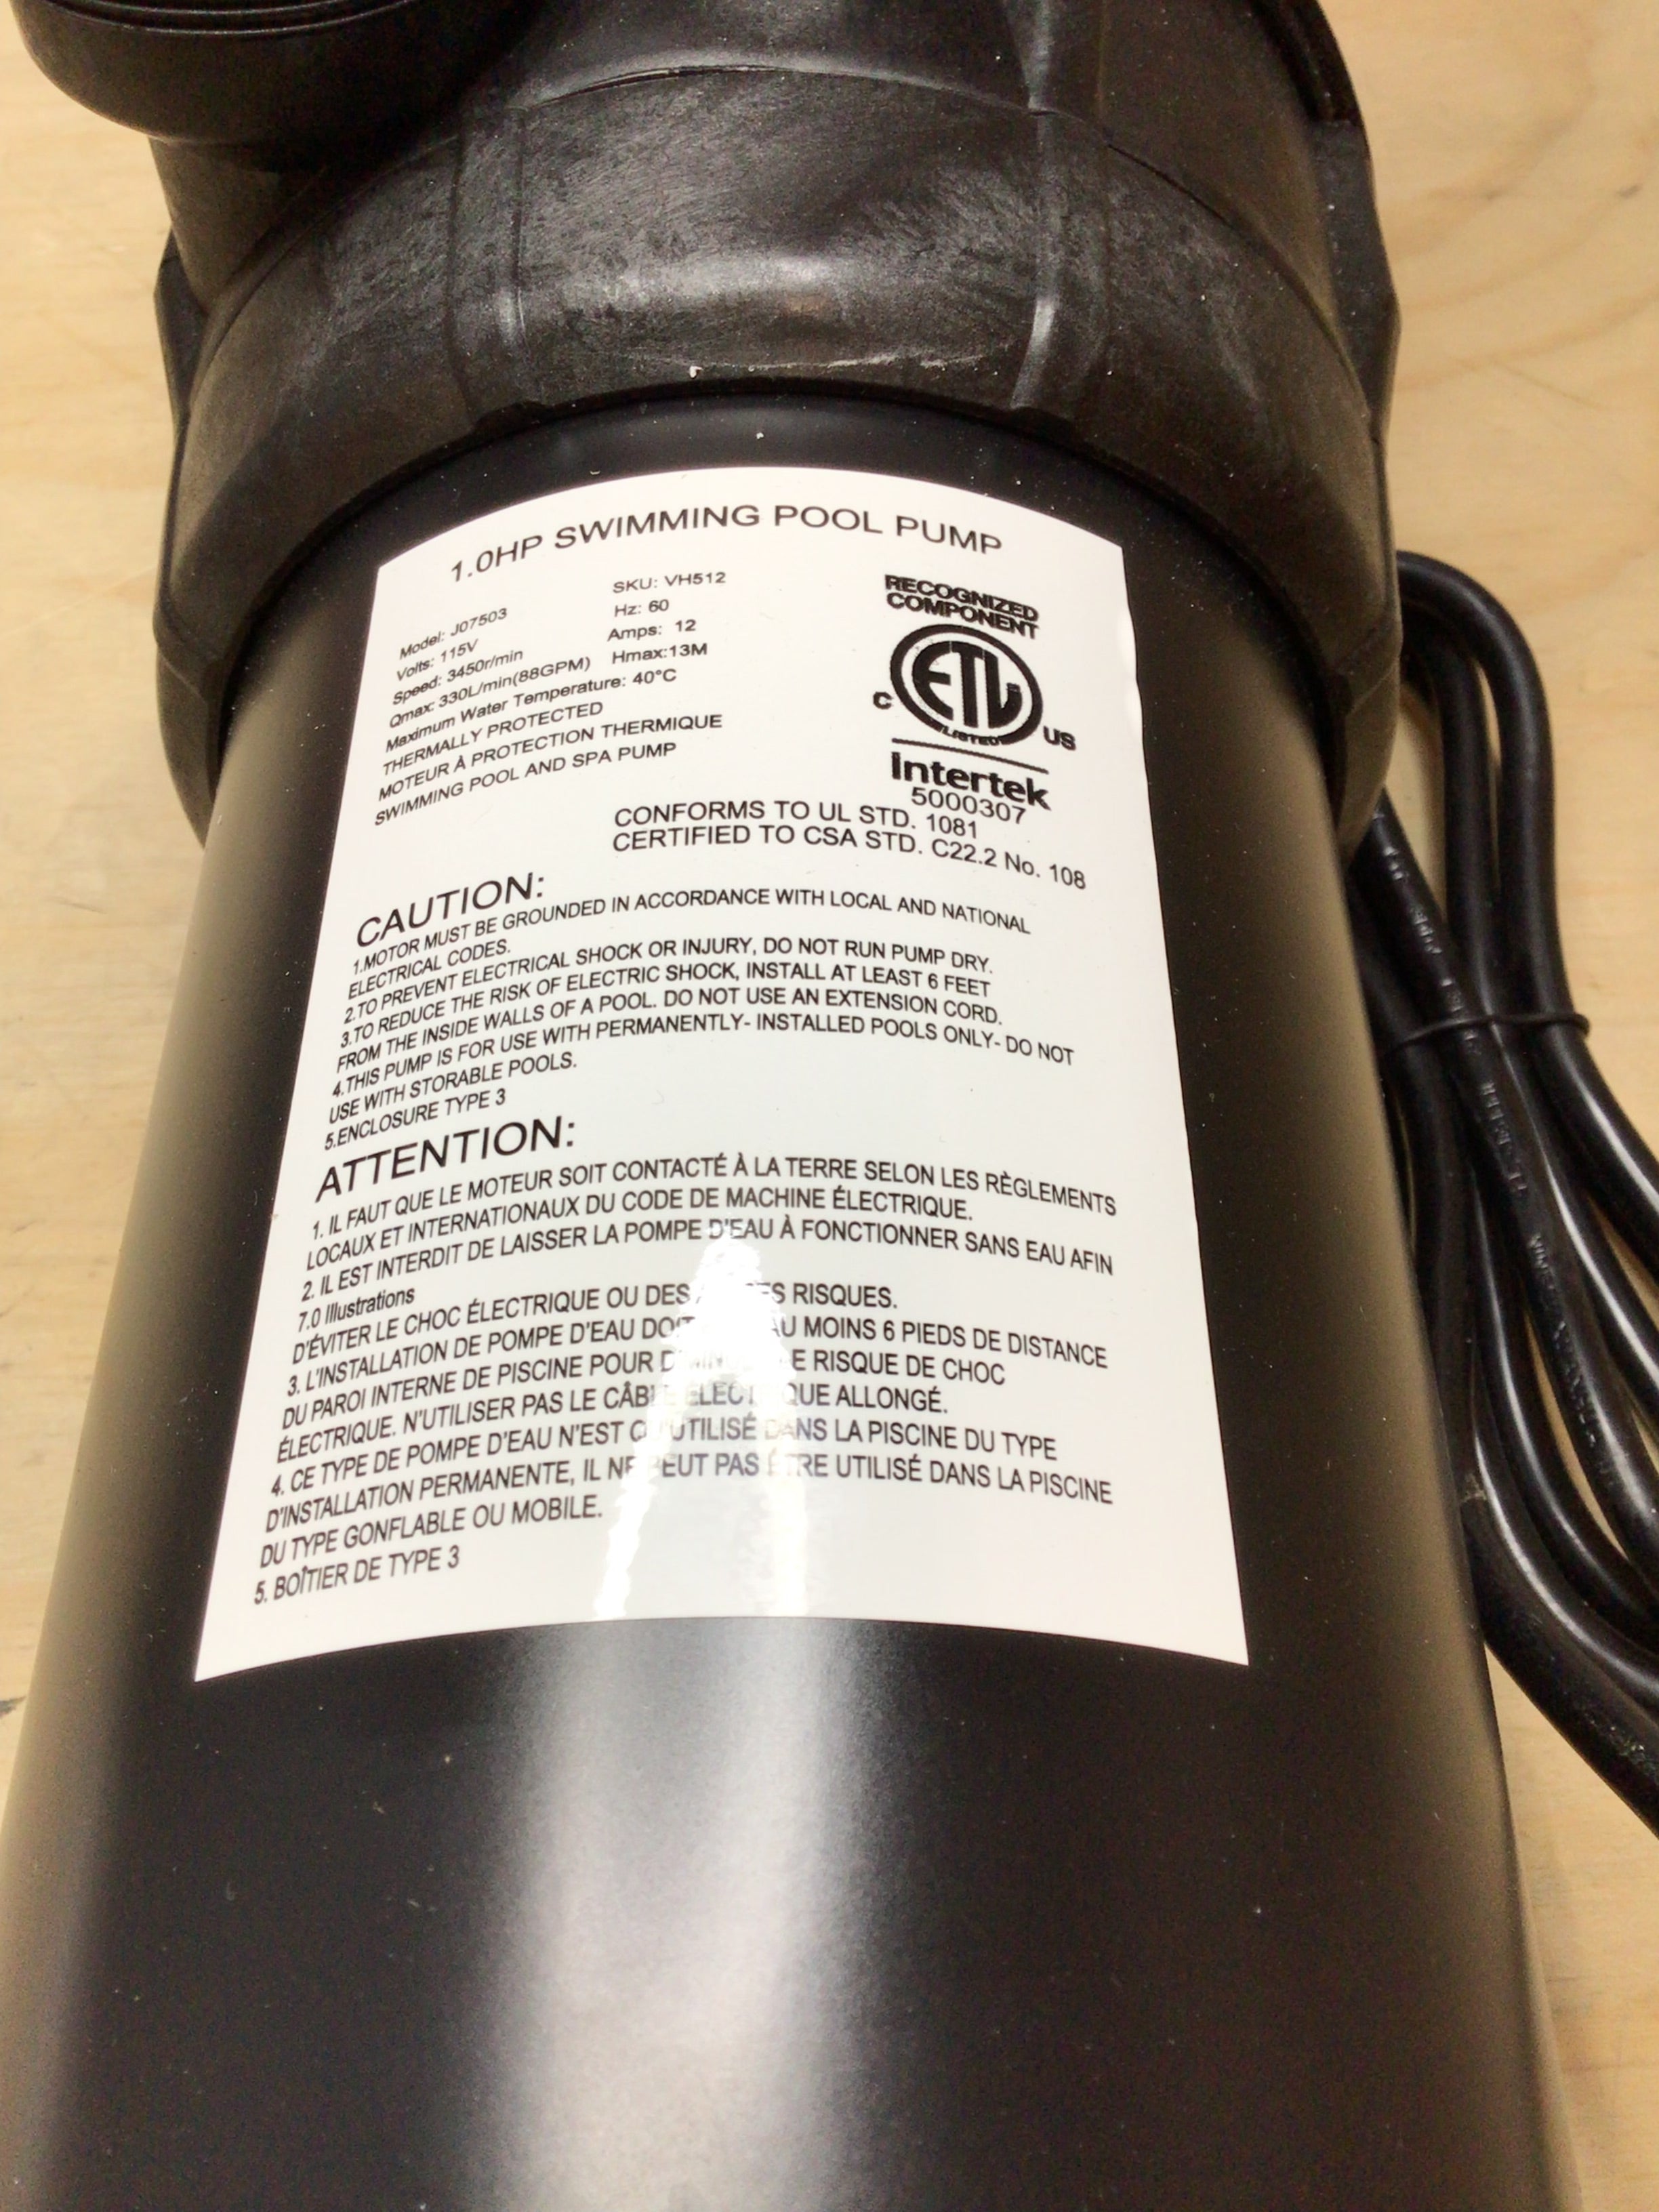 1.0HP SWIMMING POOL PUMP
Model: J07503 SKU: VH512
Volts: 115V Hz: 60
Speed: 3450r/min Amps: 12
Qmax: 330L/min(88GPM) Hmax:13M
Maximum Water Temperature: 40°C
THERMALLY PROTECTED
MOTEUR À PROTECTION THERMIQUE
SWIMMING POOL AND SPA PUMP
RECOGNIZED
COMPONENT
ETL
C LISTED US
Intertek
5000307
CONFORMS TO UL STD. 1081
CERTIFIED TO CSA STD. C22.2 No. 108
CAUTION:
1.MOTOR MUST BE GROUNDED IN ACCORDANCE WITH LOCAL AND NATIONAL
ELECTRICAL CODES.
2.TO PREVENT ELECTRICAL SHOCK OR INJURY, DO NOT RUN PUMP DRY.
3.TO REDUCE THE RISK OF ELECTRIC SHOCK, INSTALL AT LEAST 6 FEET
FROM THE INSIDE WALLS OF A POOL. DO NOT USE AN EXTENSION CORD.
4.THIS PUMP IS FOR USE WITH PERMANENTLY- INSTALLED POOLS ONLY- DO NOT
USE WITH STORABLE POOLS.
5.ENCLOSURE TYPE 3
ATTENTION:
1. IL FAUT QUE LE MOTEUR SOIT CONTACTÉ À LA TERRE SELON LES RÈGLEMENTS
LOCAUX ET INTERNATIONAUX DU CODE DE MACHINE ÉLECTRIQUE.
2. IL EST INTERDIT DE LAISSER LA POMPE D'EAU À FONCTIONNER SANS EAU AFIN
7.0 Illustrations
D'ÉVITER LE CHOC ÉLECTRIQUE OU DES RISQUES.
3. L'INSTALLATION DE POMPE D'EAU DOIT AU MOINS 6 PIEDS DE DISTANCE
DU PAROI INTERNE DE PISCINE POUR RISQUE DE CHOC
ÉLECTRIQUE. N'UTILISER PAS LE CÂBLE ÉLECTRIQUE ALLONGÉ.
4. CE TYPE DE POMPE D'EAU N'EST QU'UTILISÉ DANS LA PISCINE DU TYPE
D'INSTALLATION PERMANENTE, IL NE PEUT PAS ÊTRE UTILISÉ DANS LA PISCINE
DU TYPE GONFLABLE OU MOBILE.
5. BOÎTIER DE TYPE 3